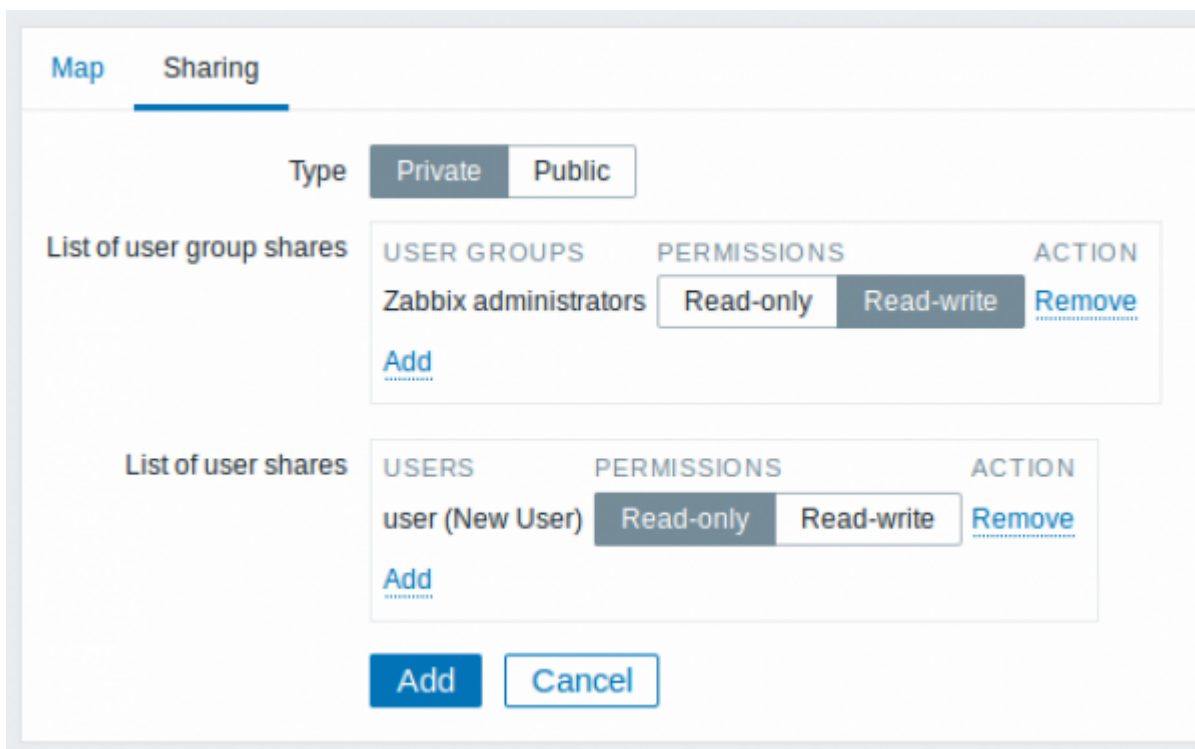 Map Sharing
Type Private Public
List of user group shares USER GROUPS PERMISSIONS ACTION
Zabbix administrators Read-only Read-write Remove
Add
List of user shares USERS PERMISSIONS ACTION
user (New User) Read-only Read-write Remove
Add
Add Cancel